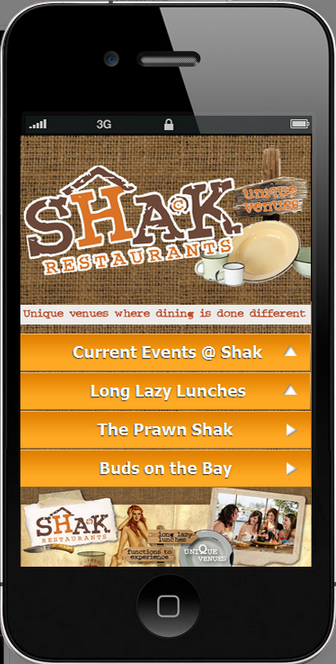 3G
SHAK
©
RESTAURANTS
unique
venues
Unique venues where dining is done different
Current Events @ Shak
Long Lazy Lunches
The Prawn Shak
Buds on the Bay
SHAK
RESTAURANTS
functions to
experience
long lazy
lunches
UNIQUE
VENUES